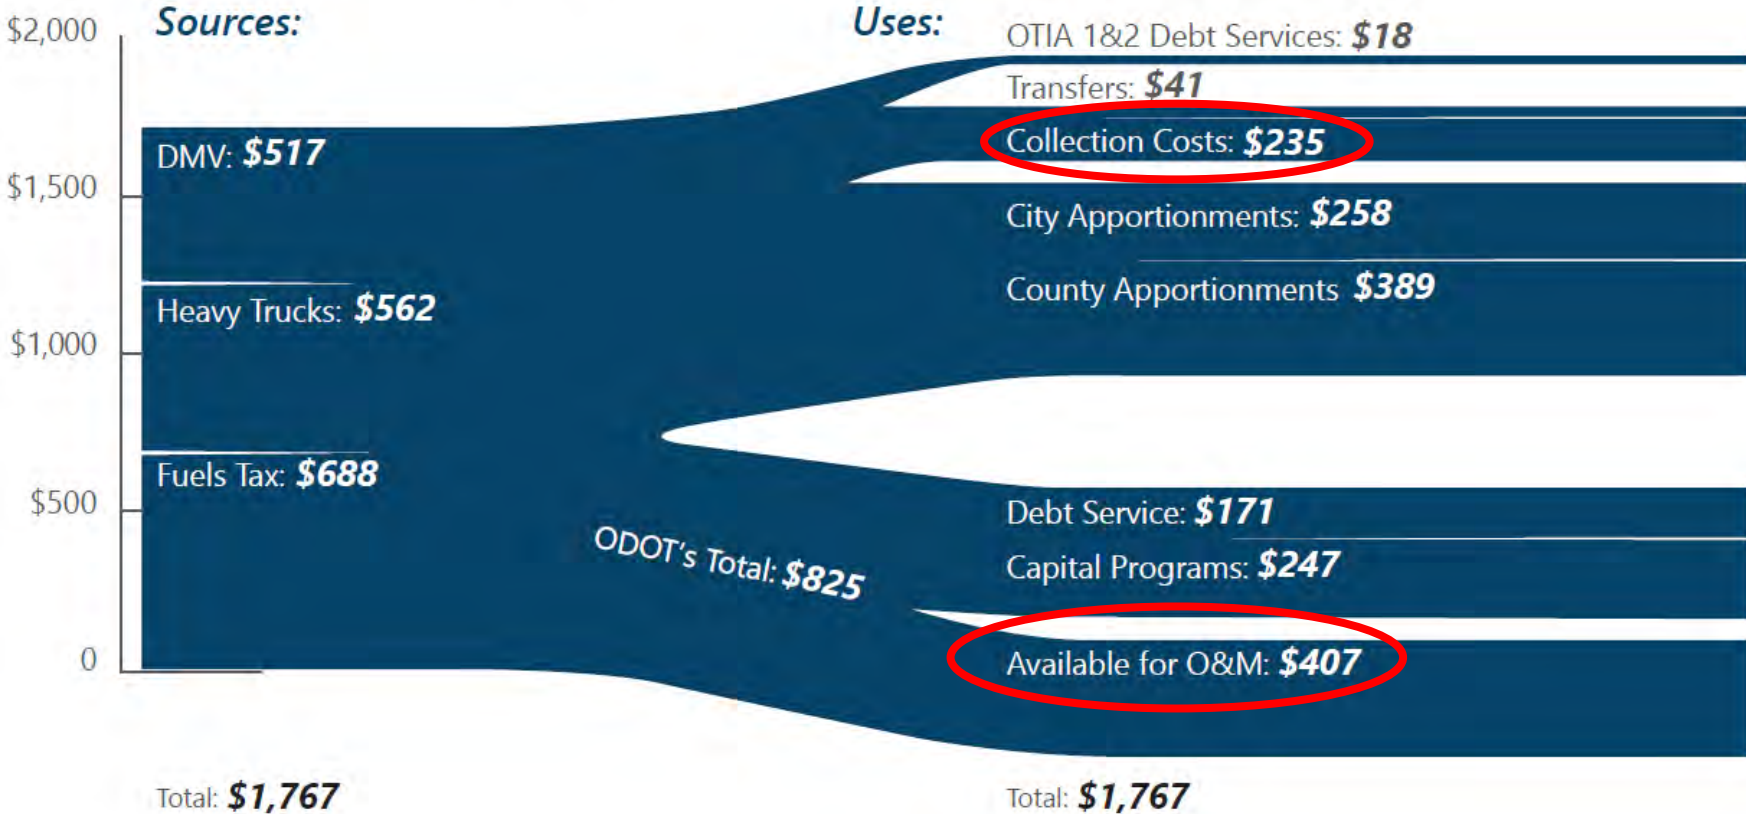 Sources:
Uses:
$2,000
$1,500
$1,000
$500
0
DMV: $517
Heavy Trucks: $562
Fuels Tax: $688
ODOT's Total: $825
OTIA 1&2 Debt Services: $18
Transfers: $41
Collection Costs: $235
City Apportionments: $258
County Apportionments $389
Debt Service: $171
Capital Programs: $247
Available for O&M: $407
Total: $1,767
Total: $1,767